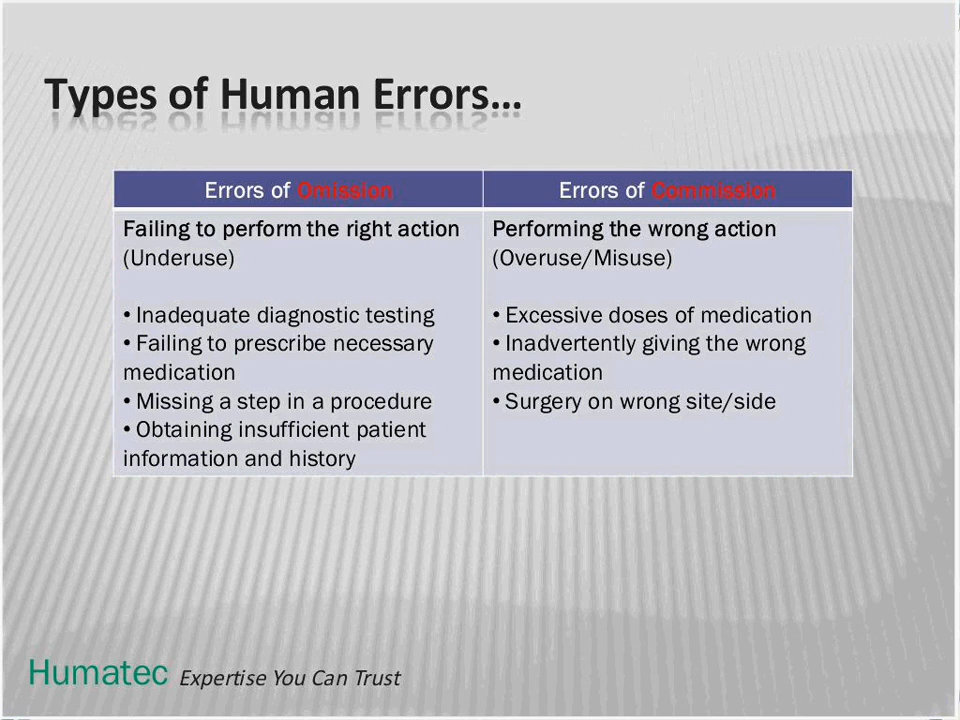 Types of Human Errors...
Errors of Omission
Errors of Commission
Failing to perform the right action
(Underuse)
• Inadequate diagnostic testing
• Failing to prescribe necessary
medication
• Missing a step in a procedure
• Obtaining insufficient patient
information and history
Performing the wrong action
(Overuse/Misuse)
• Excessive doses of medication
• Inadvertently giving the wrong
medication
• Surgery on wrong site/side
Humatec Expertise You Can Trust